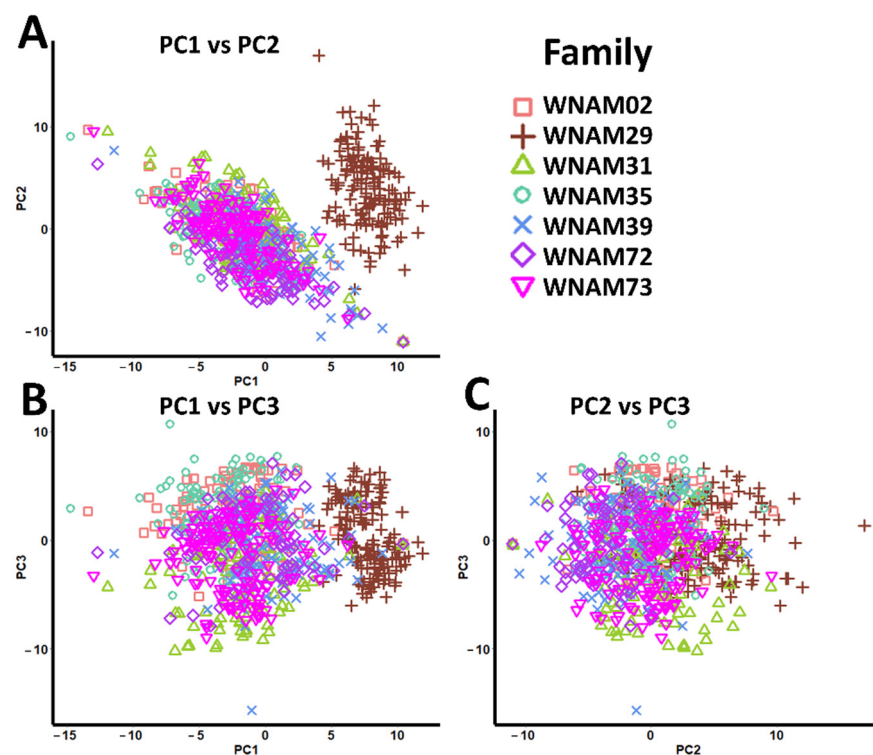 A
PC1 vs PC2
Family
WNAM02
WNAM29
WNAM31
WNAM35
WNAM39
WNAM72
WNAM73
10
0
−10
PC2
−15
−10
−5
0
5
10
PC1
B
PC1 vs PC3
10
0
−10
PC3
−15
−10
−5
0
5
10
PC1
C
PC2 vs PC3
10
0
−10
PC3
−10
0
10
PC2